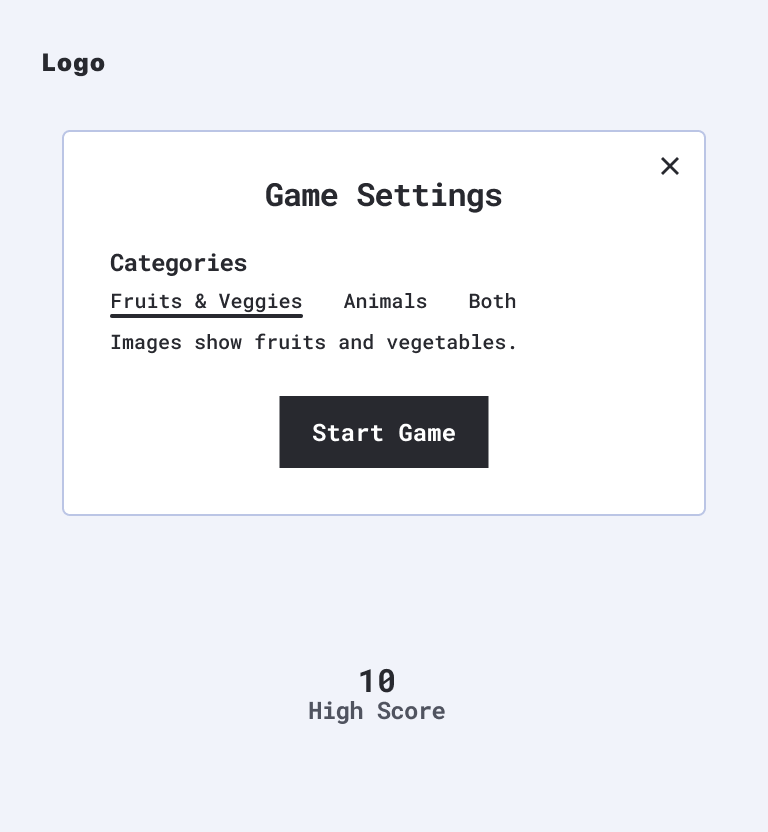 Logo
Game Settings
Categories
Fruits & Veggies Animals Both
Images show fruits and vegetables.
Start Game
10
High Score